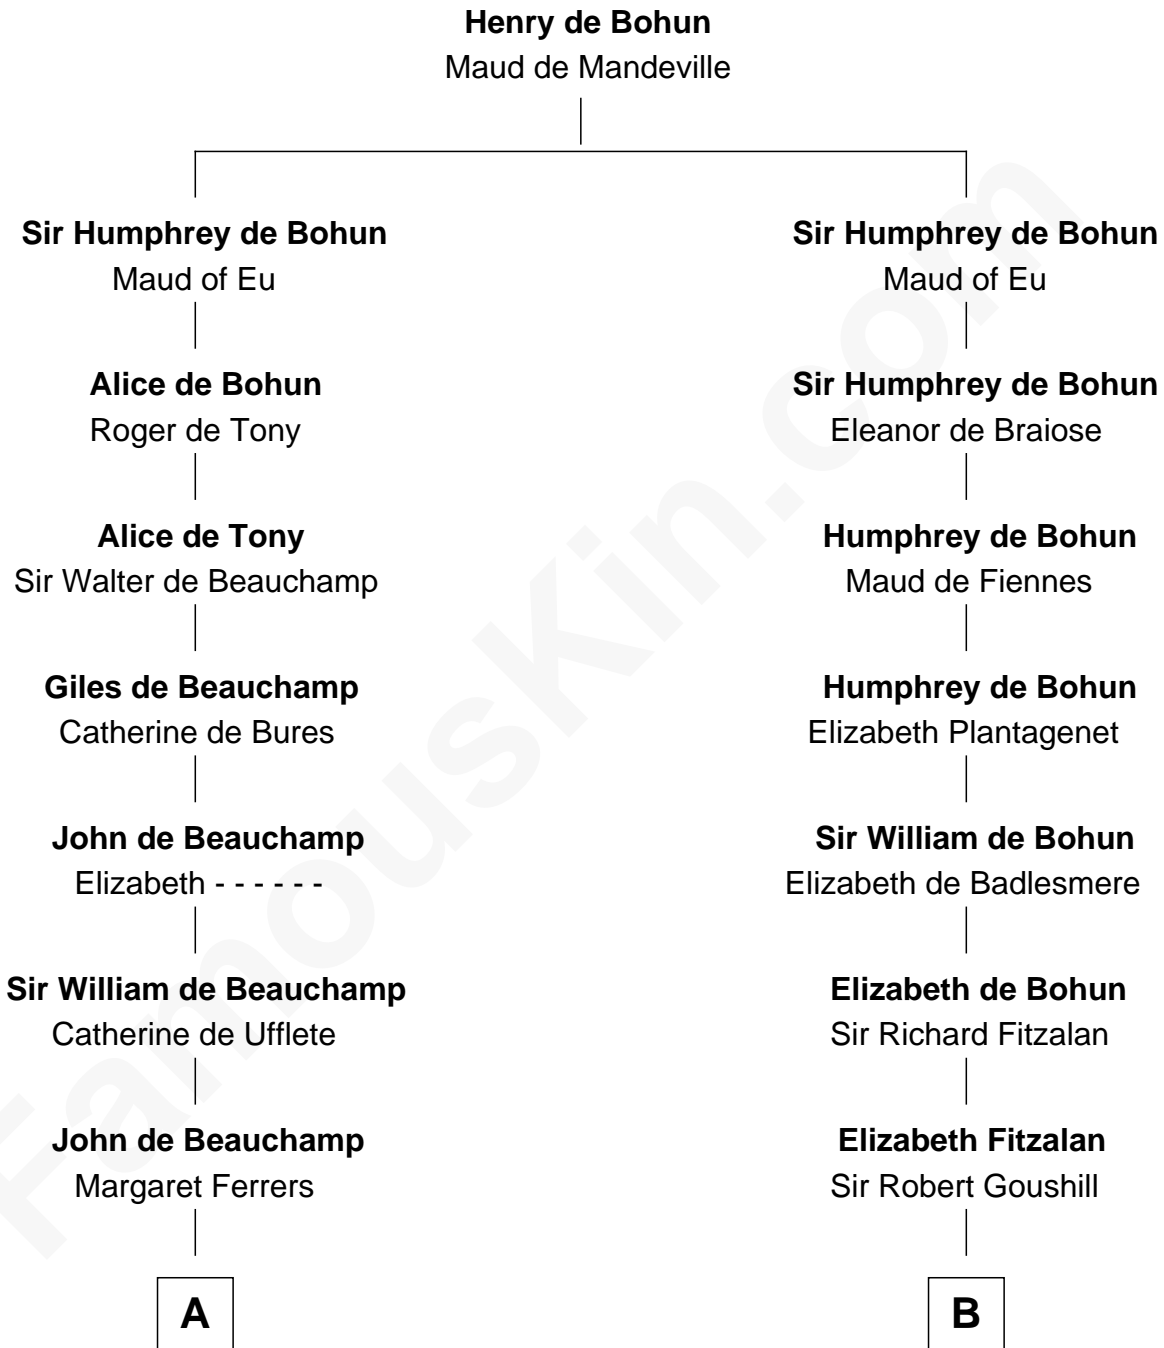 Henry de Bohun
Maud de Mandeville
Sir Humphrey de Bohun
Maud of Eu
Alice de Bohun
Roger de Tony
Alice de Tony
Sir Walter de Beauchamp
Giles de Beauchamp
Catherine de Bures
John de Beauchamp
Elizabeth - - - - - -
Sir William de Beauchamp
Catherine de Ufflete
John de Beauchamp
Margaret Ferrers
A
Sir Humphrey de Bohun
Maud of Eu
Sir Humphrey de Bohun
Eleanor de Braiose
Humphrey de Bohun
Maud de Fiennes
Humphrey de Bohun
Elizabeth Plantagenet
Sir William de Bohun
Elizabeth de Badlesmere
Elizabeth de Bohun
Sir Richard Fitzalan
Elizabeth Fitzalan
Sir Robert Goushill
B
FamousKin.com